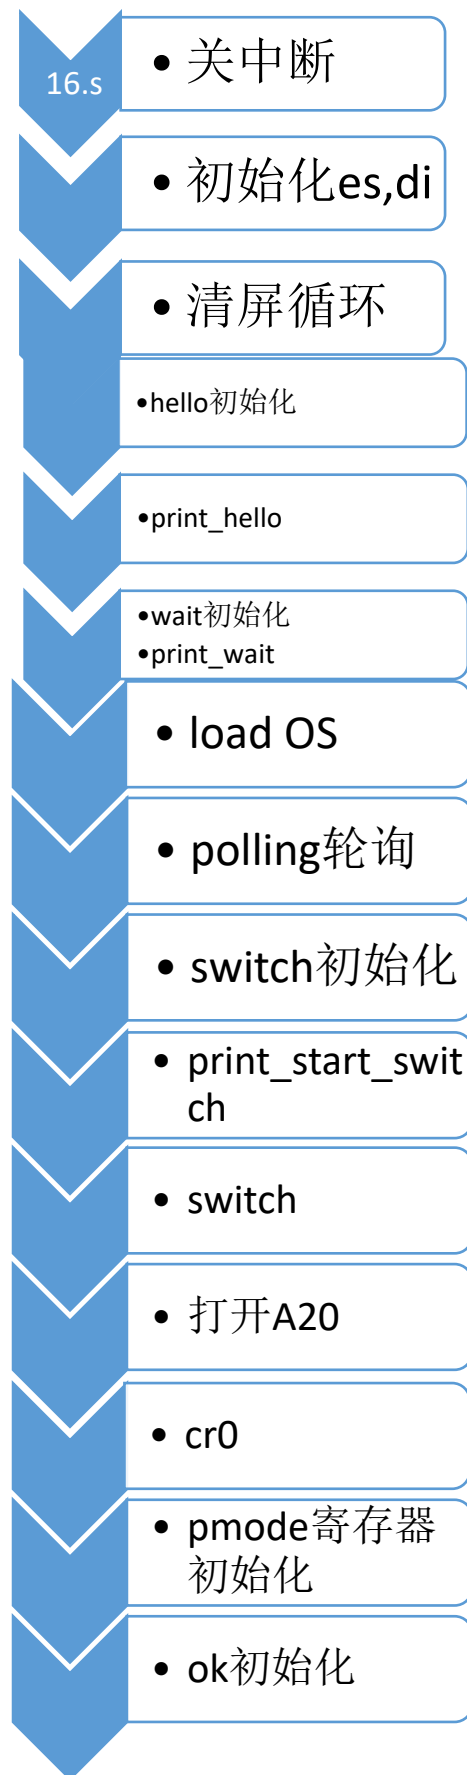 16.s
• 关中断
• 初始化es,di
• 清屏循环
•hello初始化
•print_hello
•wait初始化
•print_wait
• load OS
• polling轮询
• switch初始化
• print_start_swit
ch
• switch
• 打开A20
• cr0
• pmode寄存器
初始化
• ok初始化